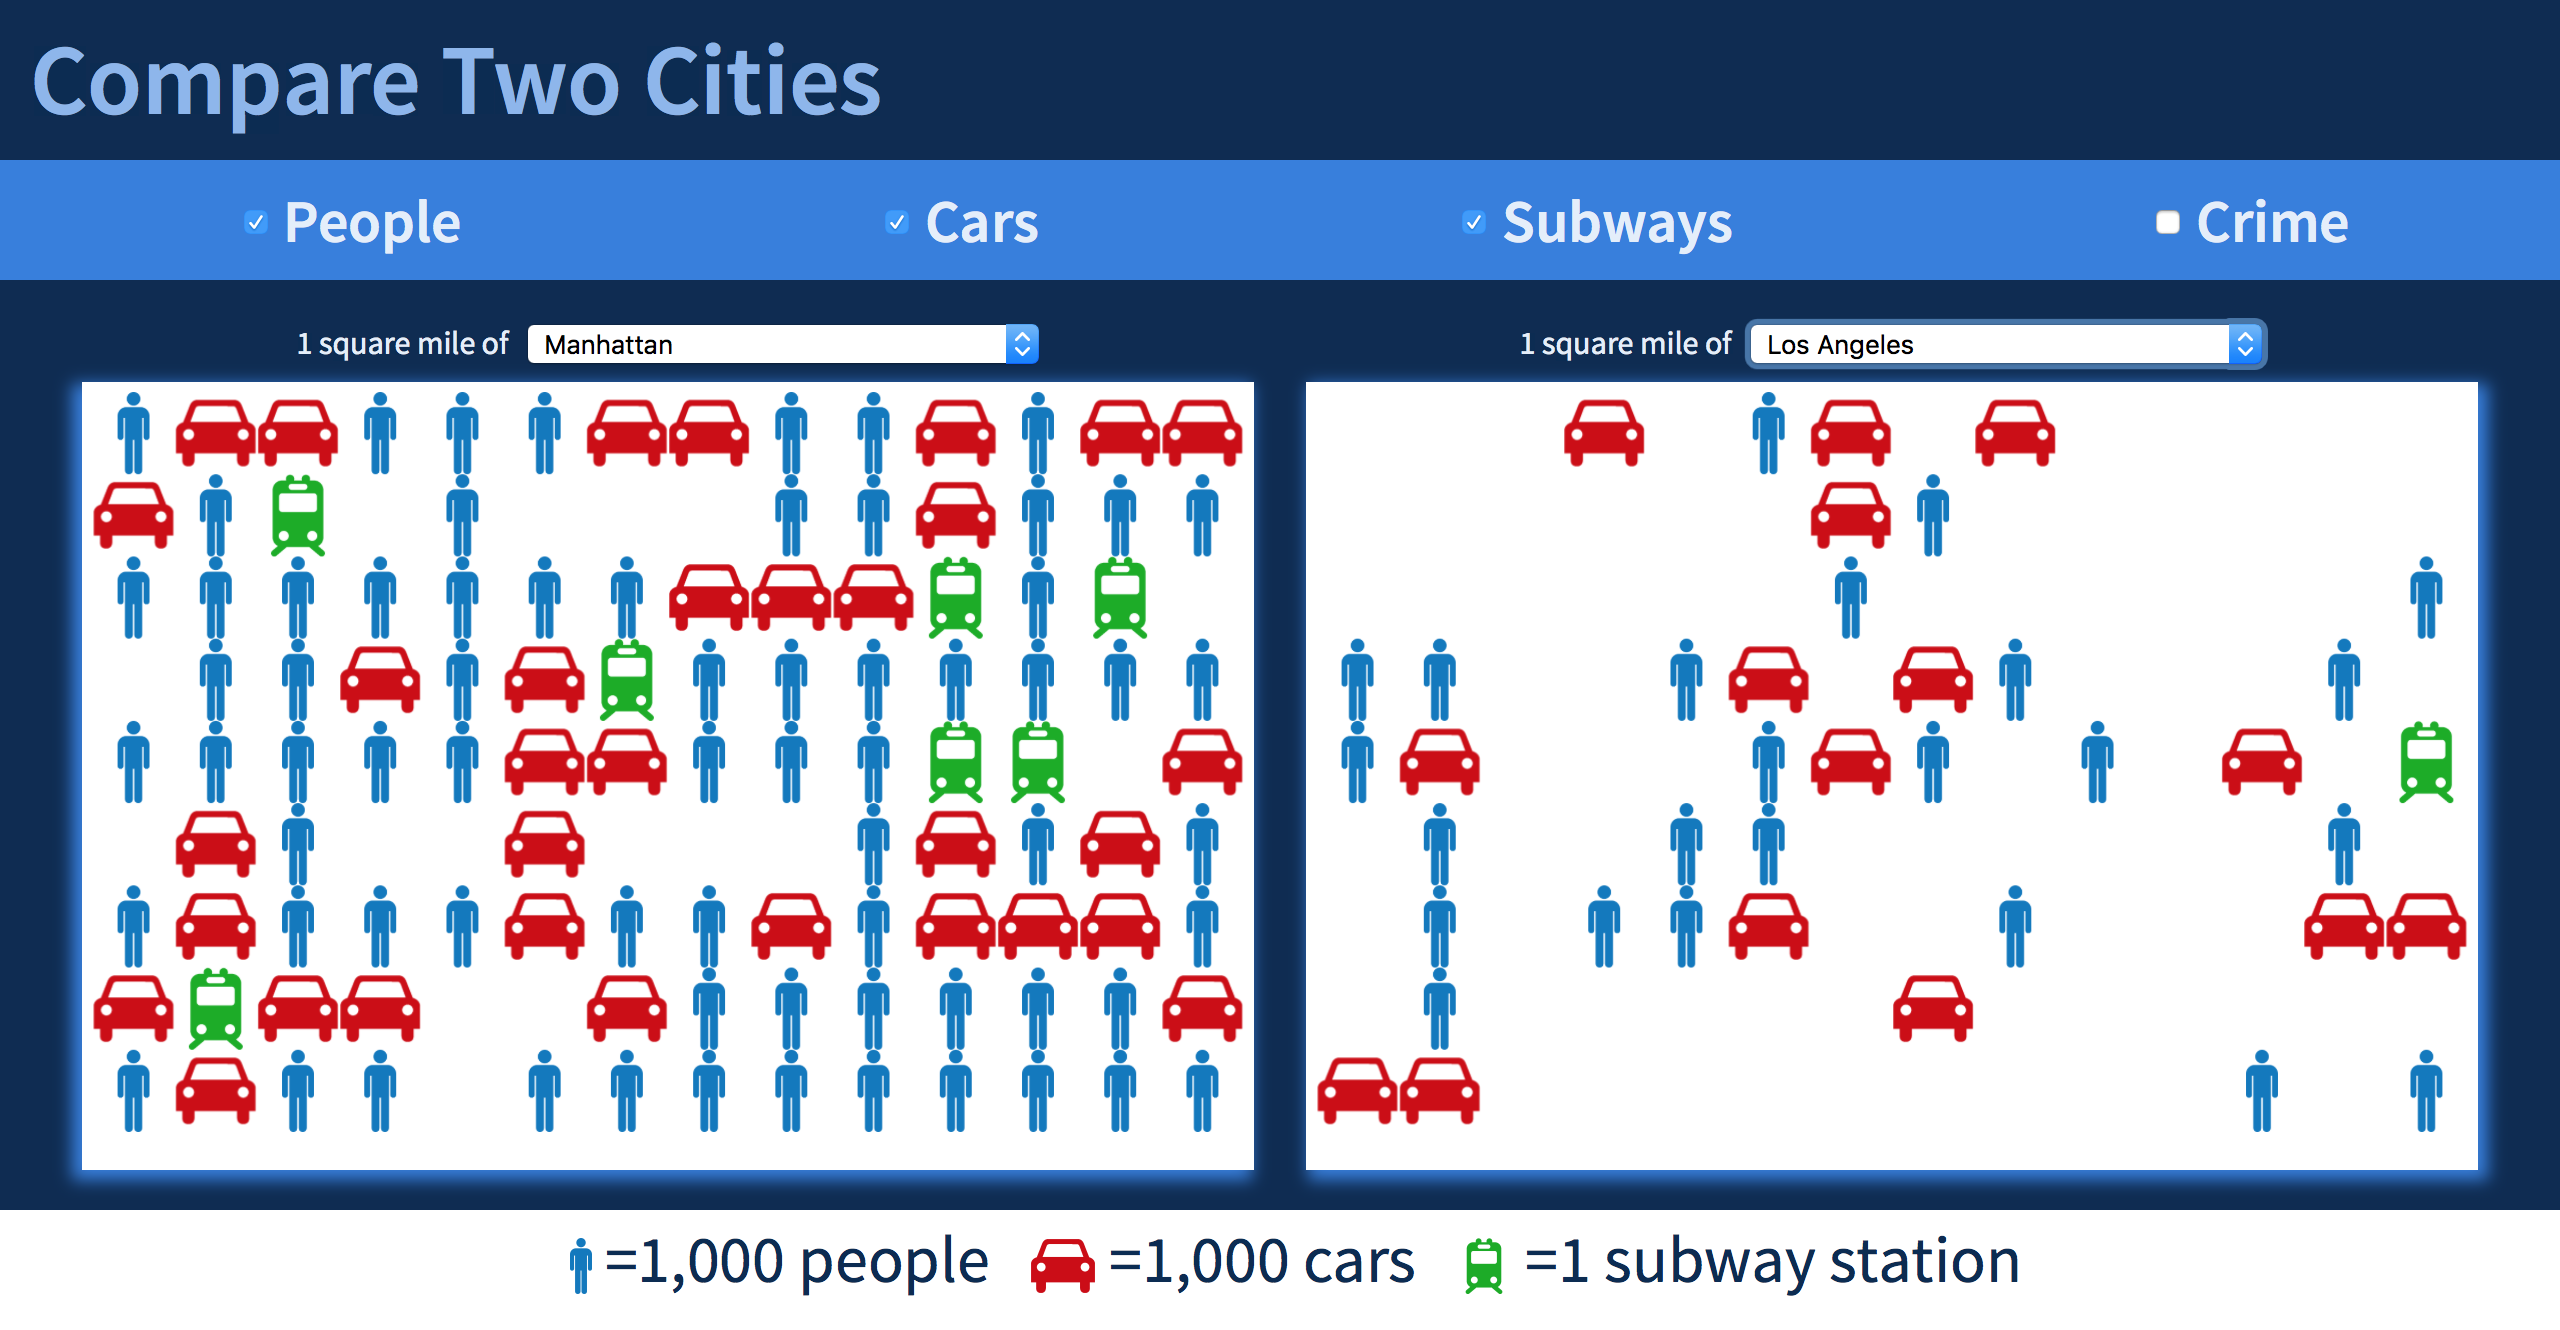 Compare Two Cities
People Cars Subways Crime
1 square mile of Manhattan 1 square mile of Los Angeles
=1,000 people =1,000 cars =1 subway station